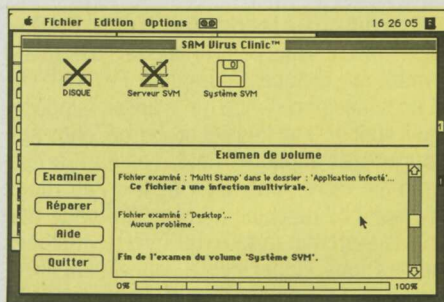 Fichier Edition Options 16 26 05
SAM Virus Clinic™
DISQUE Serveur SVM Système SVM
Examen de volume
Examiner
Réparer
Aide
Quitter
Fichier examiné : 'Multi Stamp' dans le dossier : 'Application infecté'...
Ce fichier a une infection multivirale.
Fichier examiné : 'Desktop'...
Aucun problème.
Fin de l'examen du volume 'Système SVM'.
0% 100%